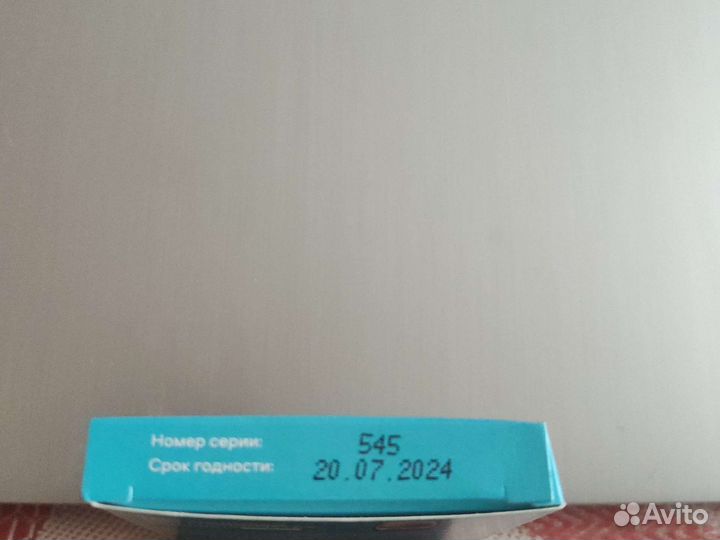 Номер серии: 545
Срок годности: 20.07.2024
Avito